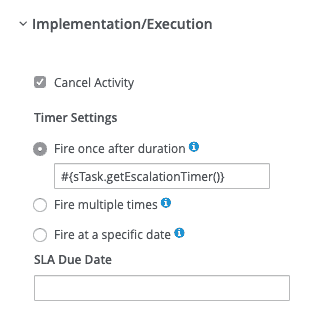 Implementation/Execution
Cancel Activity
Timer Settings
Fire once after duration
#{sTask.getEscalationTimer()}
Fire multiple times
Fire at a specific date
SLA Due Date